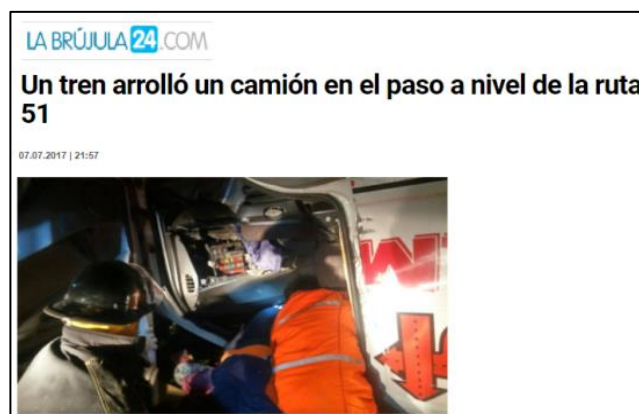 LA BRÚJULA 24.COM
Un tren arrolló un camión en el paso a nivel de la ruta
51
07.07.2017 | 21:57